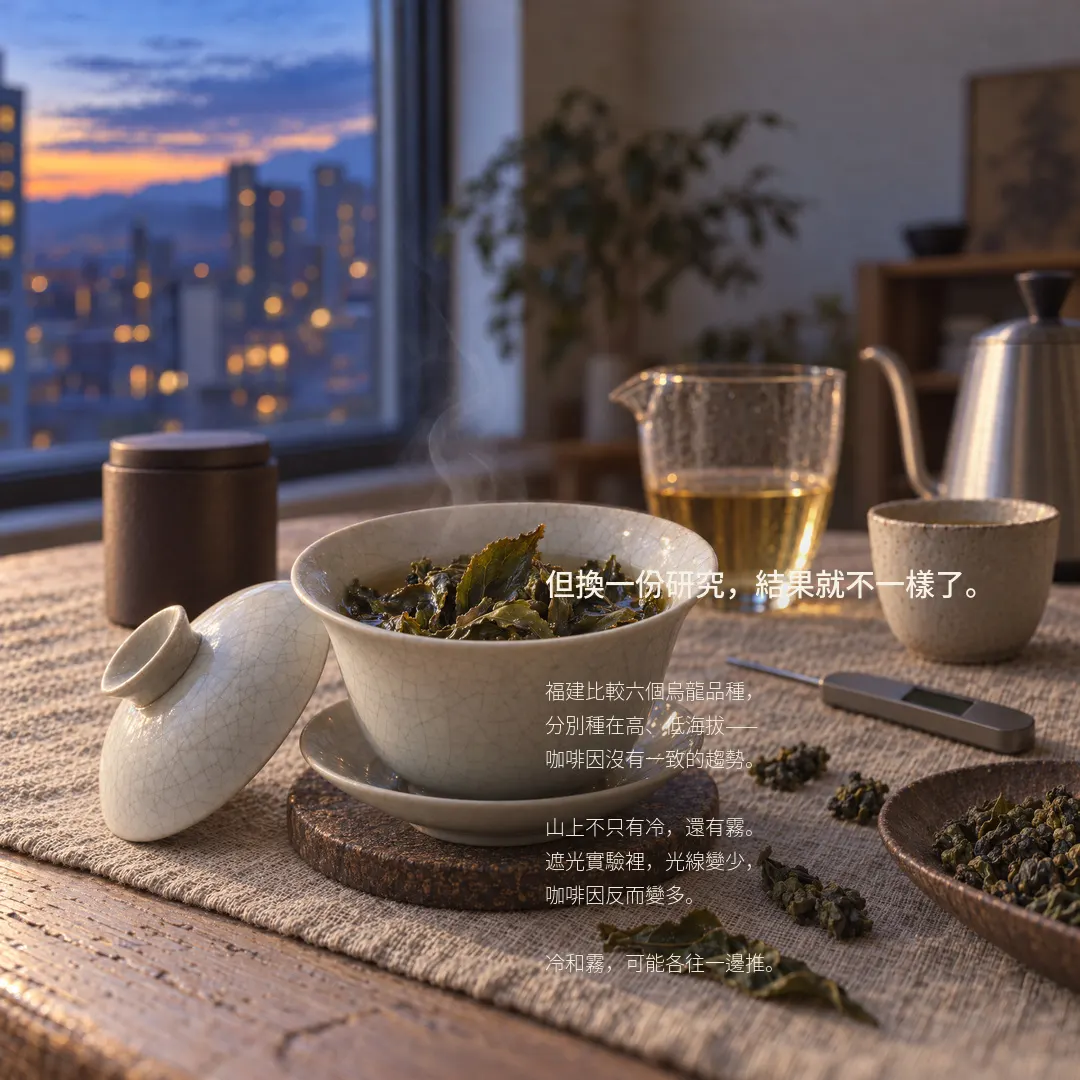 但換一份研究，結果就不一樣了。
福建比較六個烏龍品種，
分別種在高、低海拔——
咖啡因沒有一致的趨勢。
山上不只有冷，還有霧。
遮光實驗裡，光線變少，
咖啡因反而變多。
冷和霧，可能各往一邊推。